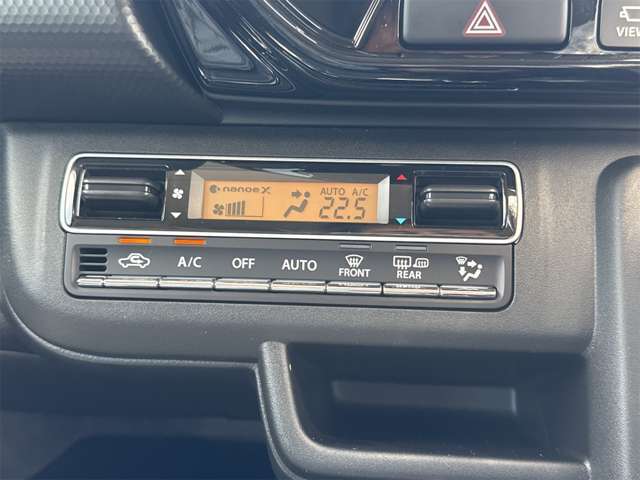 VIEW
nanoeX
AUTO A/C
22.5
A/C OFF AUTO FRONT REAR